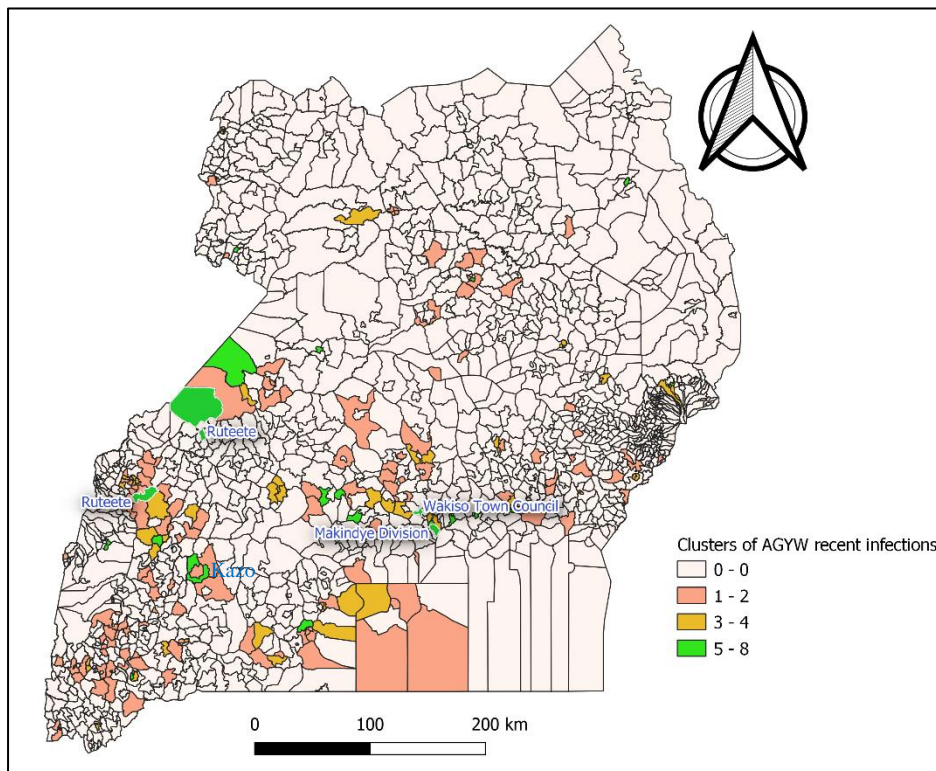 Ruteete
Ruteete
Wakiso Town Council
Makindye Division
Kazo
Clusters of AGYW recent infections
0 - 0
1 - 2
3 - 4
5 - 8
0 100 200 km